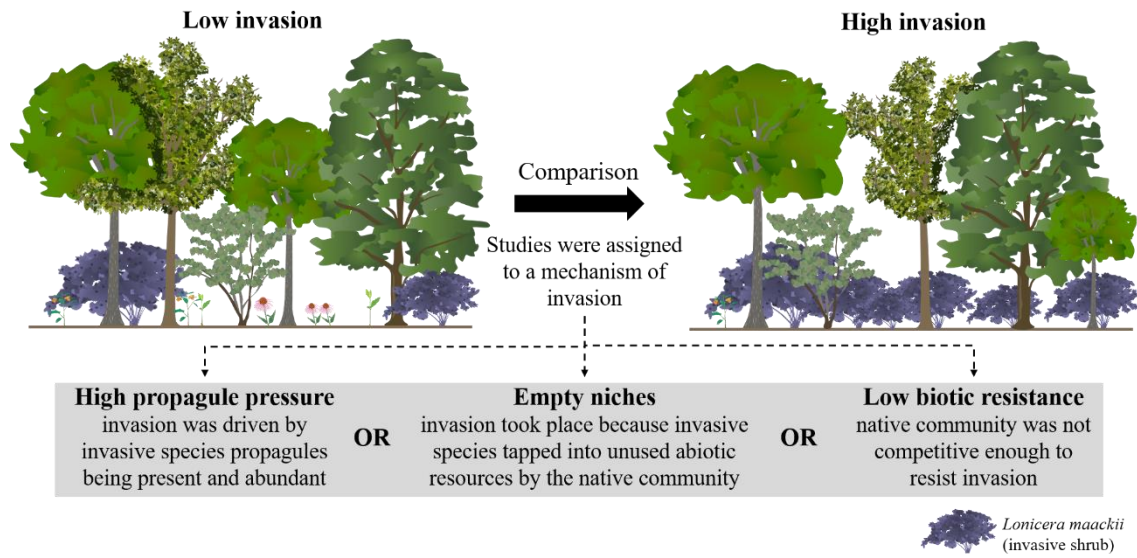 Low invasion
High invasion
Comparison
Studies were assigned
to a mechanism of
invasion
High propagule pressure
invasion was driven by
invasive species propagules
being present and abundant
OR
Empty niches
invasion took place because invasive
species tapped into unused abiotic
resources by the native community
OR
Low biotic resistance
native community was not
competitive enough to
resist invasion
Lonicera maackii
(invasive shrub)